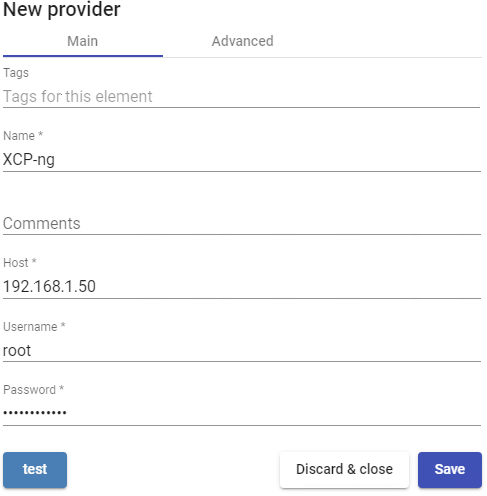 New provider
Main Advanced
Tags
Tags for this element
Name *
XCP-ng
Comments
Host *
192.168.1.50
Username *
root
Password *
••••••••••••
test Discard & close Save